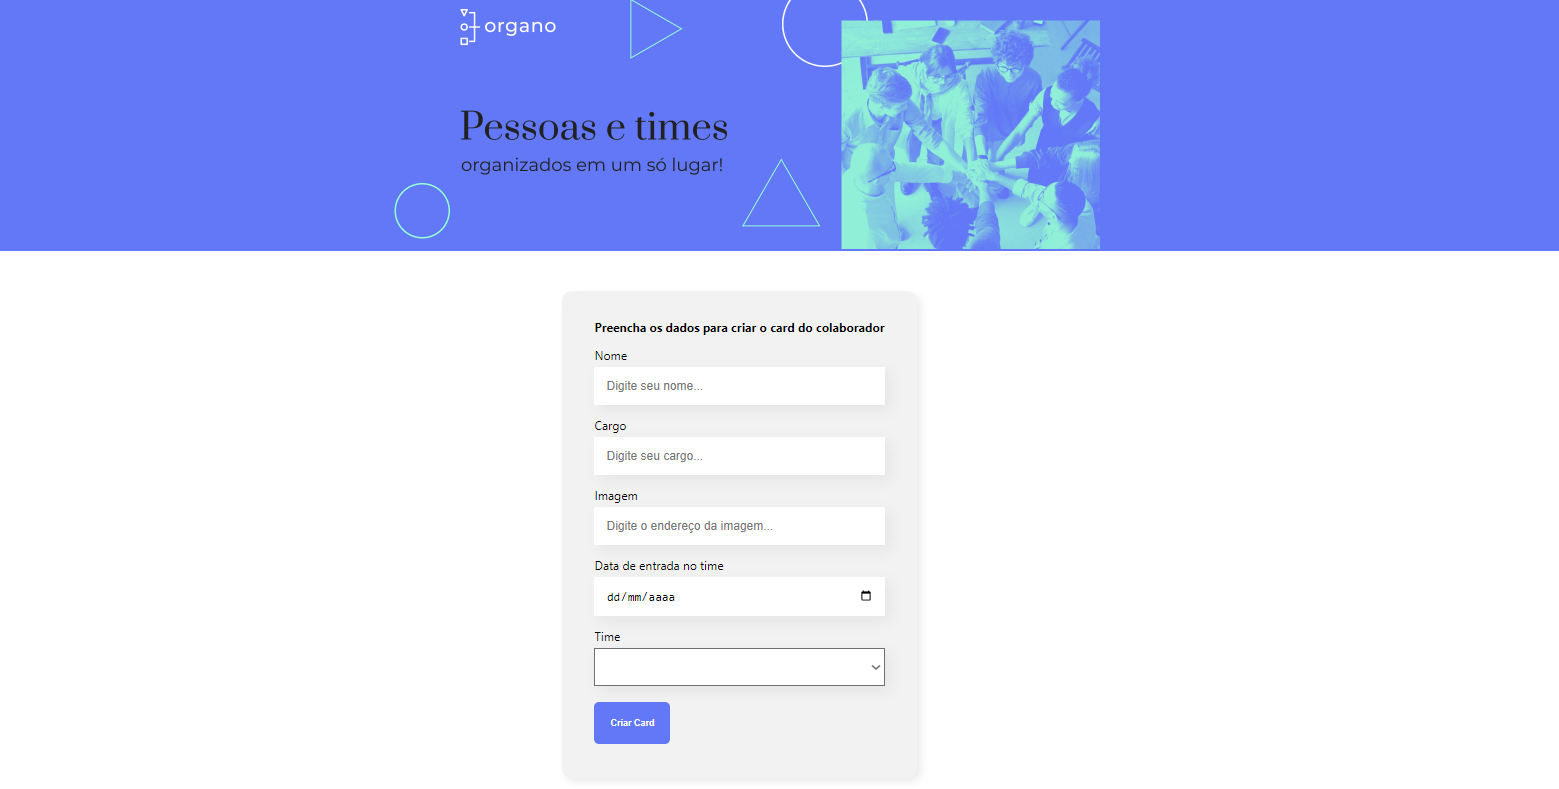 organo
Pessoas e times
organizados em um só lugar!
Preencha os dados para criar o card do colaborador
Nome
Digite seu nome...
Cargo
Digite seu cargo...
Imagem
Digite o endereço da imagem...
Data de entrada no time
dd/mm/aaaa
Time
Criar Card